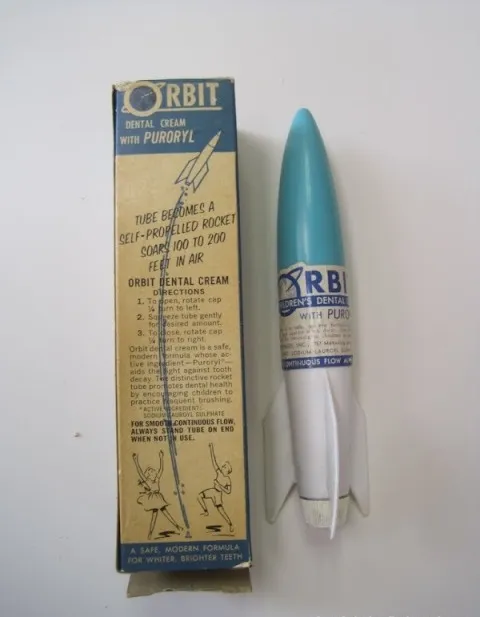 ORBIT
DENTAL CREAM
WITH PURORYL
TUBE BECOMES A
SELF-PROPELLED ROCKET
SOARS 100 TO 200
FEET IN AIR
ORBIT DENTAL CREAM
DIRECTIONS
1. To open, rotate cap
¼ turn to left.
2. Squeeze tube gently
for desired amount.
3. To close, rotate cap
¼ turn to right.
Orbit dental cream is a safe,
modern formula whose ac-
tive ingredient—Puroryl*—
aids the fight against tooth
decay. The distinctive rocket
tube promotes dental health
by encouraging children to
practice frequent brushing.
*ACTIVE INGREDIENT:
SODIUM LAUROYL SULPHATE
FOR SMOOTH CONTINUOUS FLOW,
ALWAYS STAND TUBE ON END
WHEN NOT IN USE.
A SAFE, MODERN FORMULA
FOR WHITER, BRIGHTER TEETH
ORBI
CHILDREN'S DENTAL
WITH PURO
CONTINUOUS FLOW